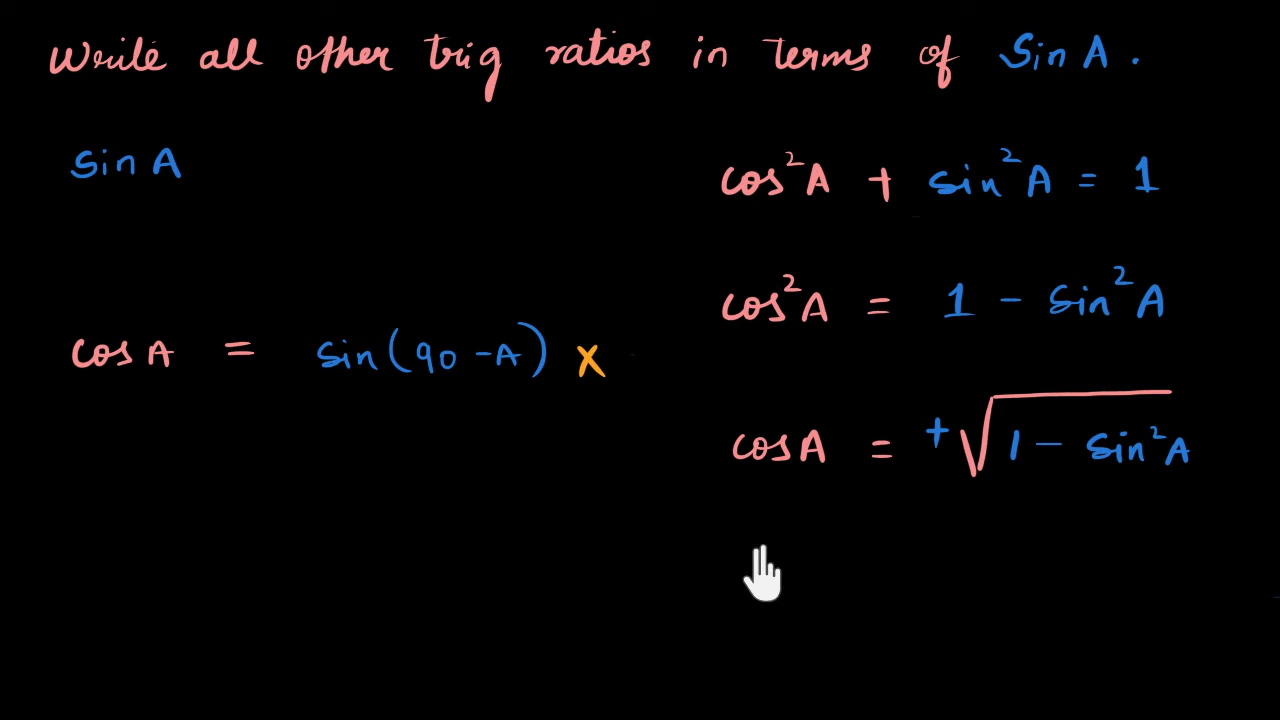 Write all other trig ratios in terms of Sin A.
sin A
cos A = sin(90 - A) X
cos²A + sin²A = 1
cos²A = 1 - sin²A
cos A = +√(1 - sin²A)